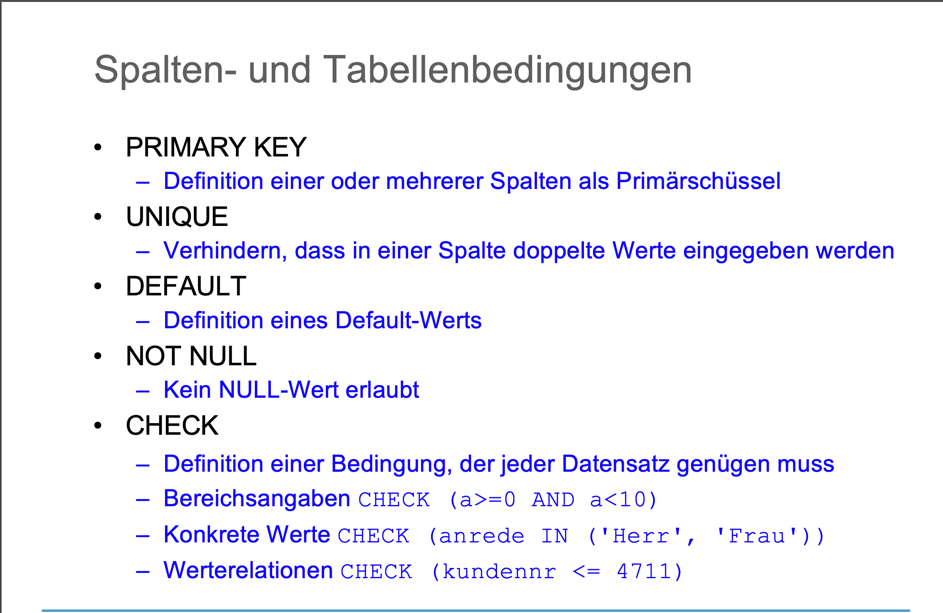 Spalten- und Tabellenbedingungen
• PRIMARY KEY
– Definition einer oder mehrerer Spalten als Primärschüssel
• UNIQUE
– Verhindern, dass in einer Spalte doppelte Werte eingegeben werden
• DEFAULT
– Definition eines Default-Werts
• NOT NULL
– Kein NULL-Wert erlaubt
• CHECK
– Definition einer Bedingung, der jeder Datensatz genügen muss
– Bereichsangaben CHECK (a>=0 AND a<10)
– Konkrete Werte CHECK (anrede IN ('Herr', 'Frau'))
– Werterelationen CHECK (kundennr <= 4711)